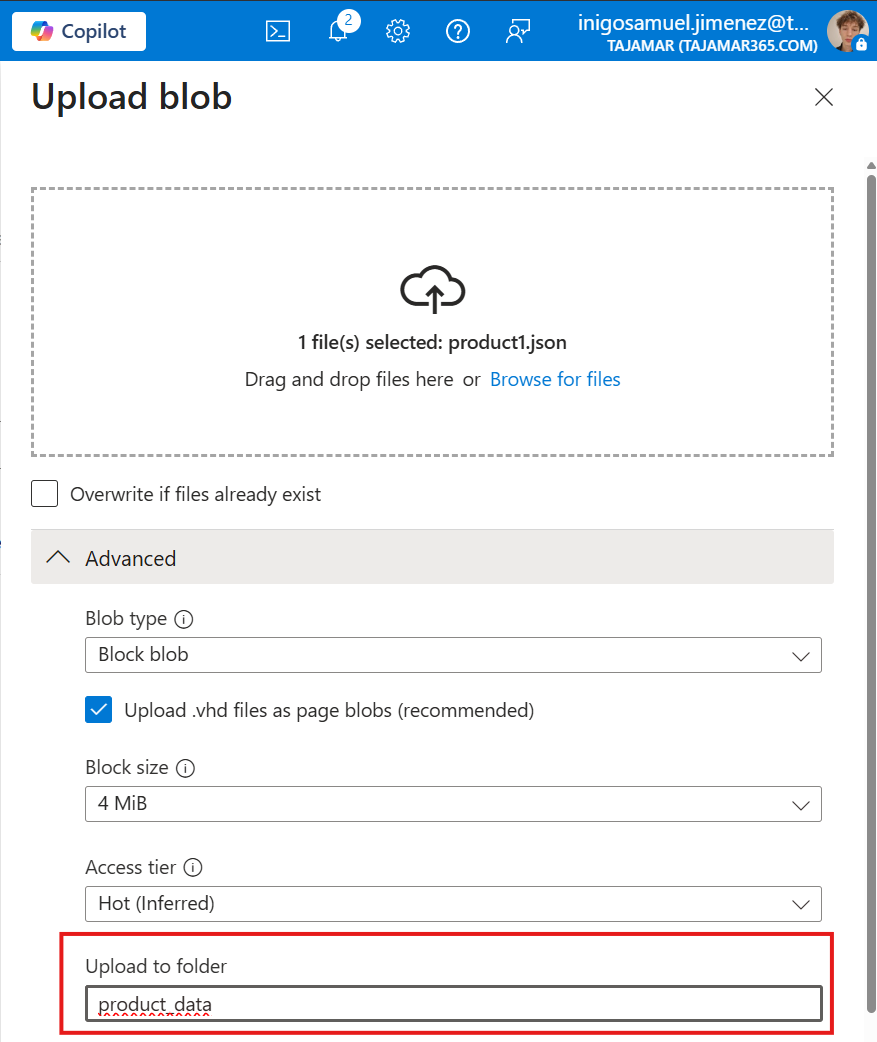 Copilot
2
inigosamuel.jimenez@t...
TAJAMAR (TAJAMAR365.COM)
Upload blob
1 file(s) selected: product1.json
Drag and drop files here or Browse for files
Overwrite if files already exist
Advanced
Blob type
Block blob
Upload .vhd files as page blobs (recommended)
Block size
4 MiB
Access tier
Hot (Inferred)
Upload to folder
product_data